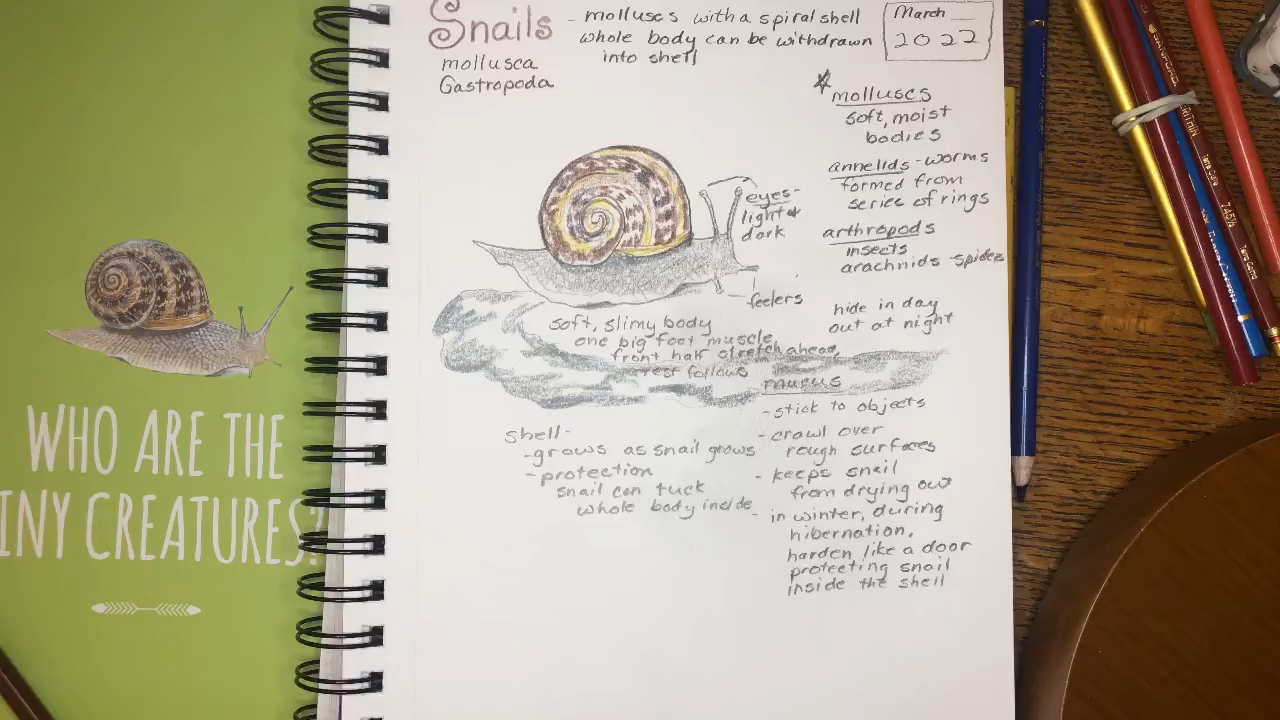 WHO ARE THE
INY CREATURES?
Snails
mollusca
Gastropoda
- molluscs with a spiral shell
whole body can be withdrawn
into shell
March __
2022
* molluscs
soft, moist
bodies
annelids - worms
formed from
series of rings
arthropods
insects
arachnids - spiders
hide in day
out at night
eyes -
light &
dark
feelers
soft, slimy body
one big foot muscle
front half stretch ahead,
rest follows
shell -
- grows as snail grows
- protection
snail can tuck
whole body inside
mucus
- stick to objects
- crawl over
rough surfaces
- keeps snail
from drying out
- in winter, during
hibernation,
harden like a door
protecting snail
inside the shell
SANFORD